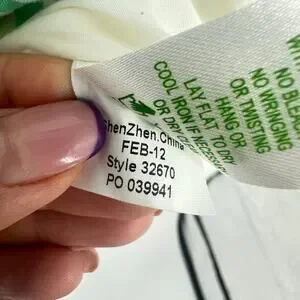 ShenZhen.China
FEB-12
Style 32670
PO 039941
NO BLEACH
NO WRINGING
OR TWISTING
HANG OR
LAY FLAT TO DRY
COOL IRON IF NECESSARY
OR DRY